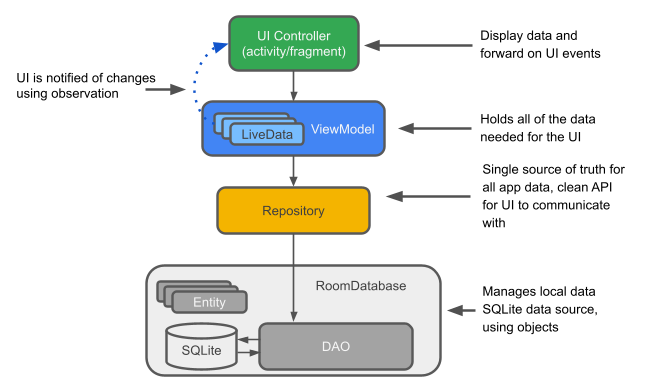 UI Controller
(activity/fragment)
Display data and
forward on UI events
UI is notified of changes
using observation
LiveData
ViewModel
Holds all of the data
needed for the UI
Single source of truth for
all app data, clean API
for UI to communicate
with
Repository
RoomDatabase
Entity
SQLite
DAO
Manages local data
SQLite data source,
using objects